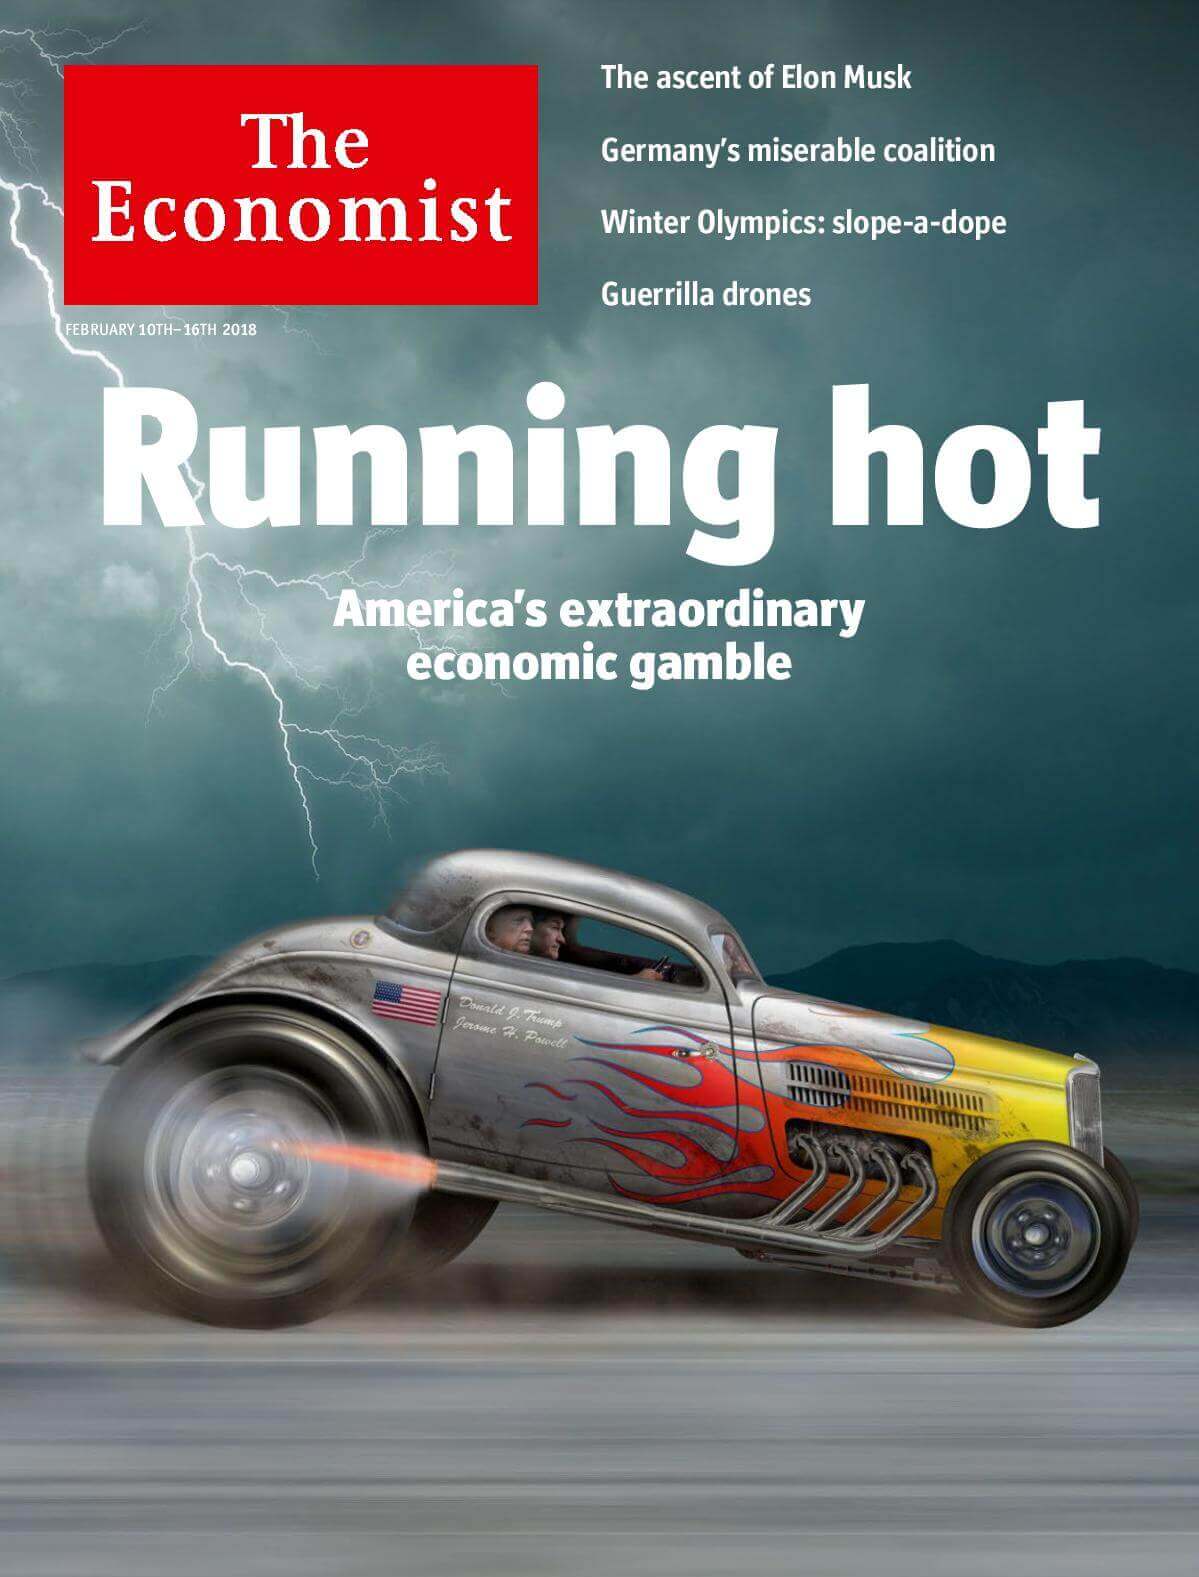 The
Economist
FEBRUARY 10TH–16TH 2018
The ascent of Elon Musk
Germany's miserable coalition
Winter Olympics: slope-a-dope
Guerrilla drones
Running hot
America's extraordinary
economic gamble
Donald J. Trump
Jerome H. Powell